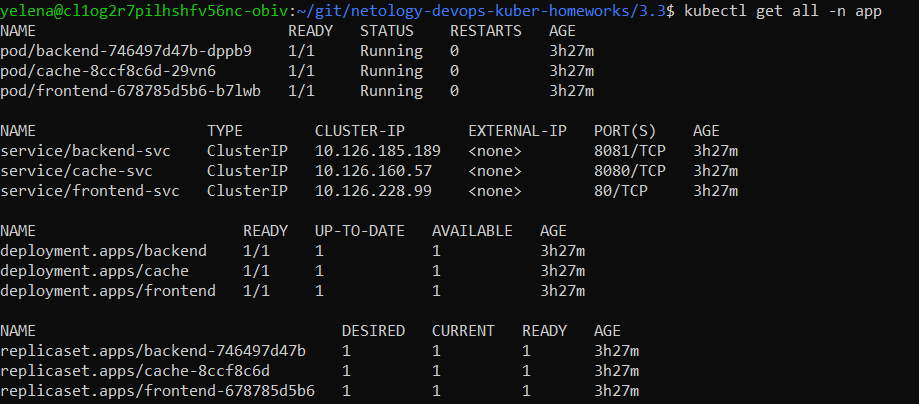 yelena@cl1og2r7pilhshfv56nc-obiv:~/git/netology-devops-kuber-homeworks/3.3$ kubectl get all -n app
NAME                           READY   STATUS    RESTARTS   AGE
pod/backend-746497d47b-dppb9   1/1     Running   0          3h27m
pod/cache-8ccf8c6d-29vn6       1/1     Running   0          3h27m
pod/frontend-678785d5b6-b7lwb   1/1     Running   0          3h27m
NAME                   TYPE        CLUSTER-IP       EXTERNAL-IP   PORT(S)    AGE
service/backend-svc    ClusterIP   10.126.185.189   <none>        8081/TCP   3h27m
service/cache-svc      ClusterIP   10.126.160.57    <none>        8080/TCP   3h27m
service/frontend-svc   ClusterIP   10.126.228.99    <none>        80/TCP     3h27m
NAME                       READY   UP-TO-DATE   AVAILABLE   AGE
deployment.apps/backend    1/1     1            1           3h27m
deployment.apps/cache      1/1     1            1           3h27m
deployment.apps/frontend   1/1     1            1           3h27m
NAME                                  DESIRED   CURRENT   READY   AGE
replicaset.apps/backend-746497d47b    1         1         1       3h27m
replicaset.apps/cache-8ccf8c6d        1         1         1       3h27m
replicaset.apps/frontend-678785d5b6   1         1         1       3h27m